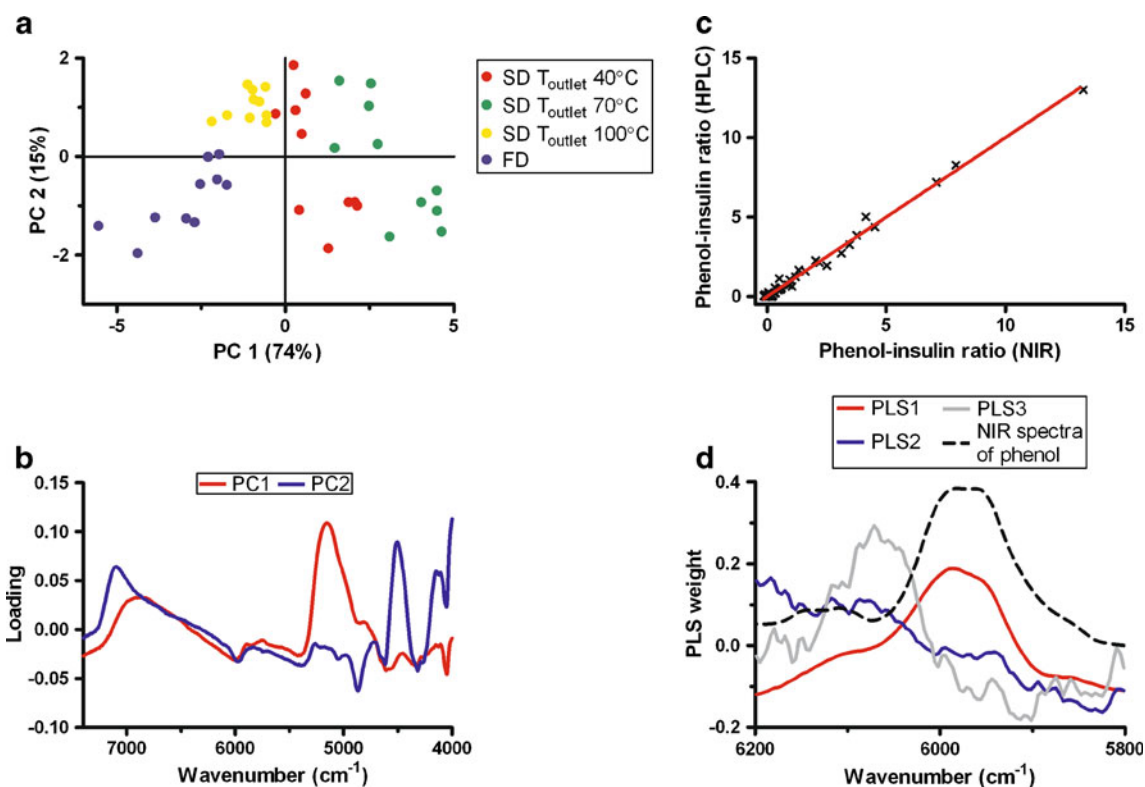 a
2
0
-2
PC 2 (15%)
-5
0
5
PC 1 (74%)
SD T_outlet 40°C
SD T_outlet 70°C
SD T_outlet 100°C
FD
c
15
10
5
0
Phenol-insulin ratio (HPLC)
0
5
10
15
Phenol-insulin ratio (NIR)
b
PC1 PC2
0.15
0.10
0.05
0.00
-0.05
-0.10
Loading
7000
6000
5000
4000
Wavenumber (cm⁻¹)
PLS1 PLS3
PLS2 NIR spectra
of phenol
d
0.4
0.2
0.0
-0.2
PLS weight
6200
6000
5800
Wavenumber (cm⁻¹)